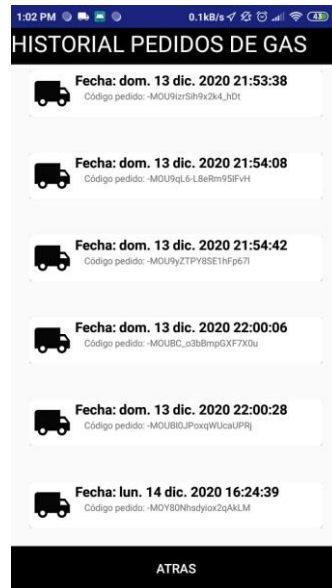 1:02 PM 0.1kB/s 43
HISTORIAL PEDIDOS DE GAS
Fecha: dom. 13 dic. 2020 21:53:38
Código pedido: -MOU9izrSih9x2k4_hDt
Fecha: dom. 13 dic. 2020 21:54:08
Código pedido: -MOU9qL6-L8eRm95IFvH
Fecha: dom. 13 dic. 2020 21:54:42
Código pedido: -MOU9yZTPY8SE1hFp67l
Fecha: dom. 13 dic. 2020 22:00:06
Código pedido: -MOUBC_o3bBmpGXF7X0u
Fecha: dom. 13 dic. 2020 22:00:28
Código pedido: -MOUBI0JPoxqWUcaUPRj
Fecha: lun. 14 dic. 2020 16:24:39
Código pedido: -MOY80Nhsdyiox2qAkLM
ATRAS